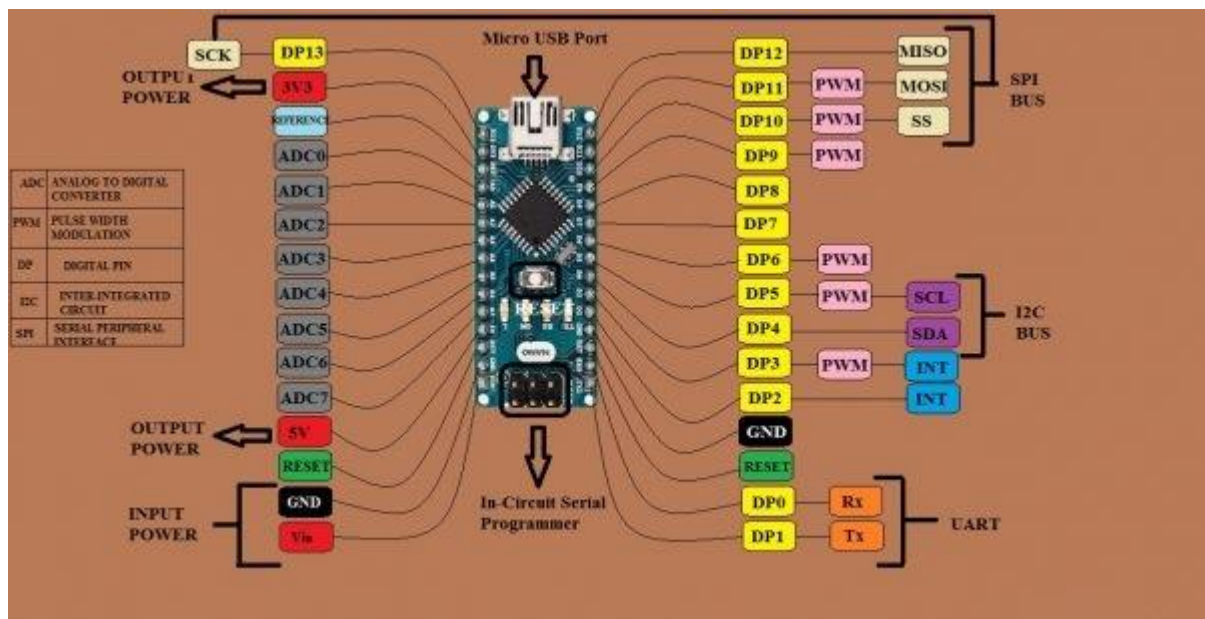 Micro USB Port
SCK DP13
OUTPUT
POWER
3V3
REFERENCE
ADC0
ADC1
ADC2
ADC3
ADC4
ADC5
ADC6
ADC7
OUTPUT
POWER
5V
RESET
INPUT
POWER
GND
Vin
ADC ANALOG TO DIGITAL
CONVERTER
PWM PULSE WIDTH
MODULATION
DP DIGITAL PIN
I2C INTER-INTEGRATED
CIRCUIT
SPI SERIAL PERIPHERAL
INTERFACE
RESET
NANO
In-Circuit Serial
Programmer
DP12 MISO
DP11 PWM MOSI
DP10 PWM SS
SPI
BUS
DP9 PWM
DP8
DP7
DP6 PWM
DP5 PWM SCL
DP4 SDA
I2C
BUS
DP3 PWM INT
DP2 INT
GND
RESET
DP0 Rx
DP1 Tx
UART